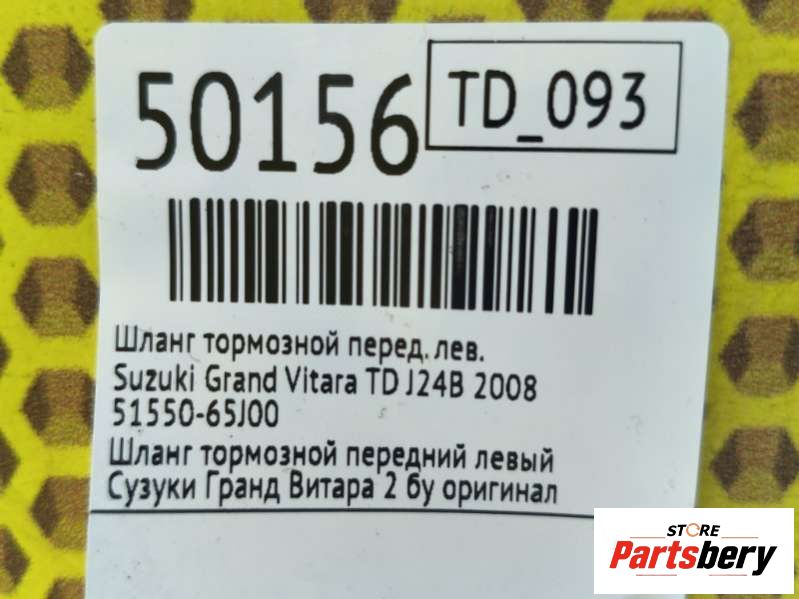 50156
TD_093
Шланг тормозной перед. лев.
Suzuki Grand Vitara TD J24B 2008
51550-65J00
Шланг тормозной передний левый
Сузуки Гранд Витара 2 бу оригинал
STORE
Partsbery